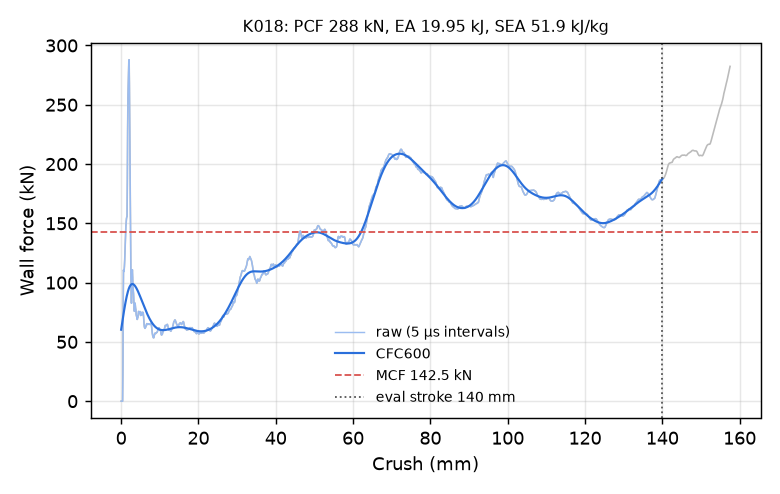 K018: PCF 288 kN, EA 19.95 kJ, SEA 51.9 kJ/kg
300
250
200
150
100
50
0
Wall force (kN)
raw (5 µs intervals)
CFC600
MCF 142.5 kN
eval stroke 140 mm
0 20 40 60 80 100 120 140 160
Crush (mm)